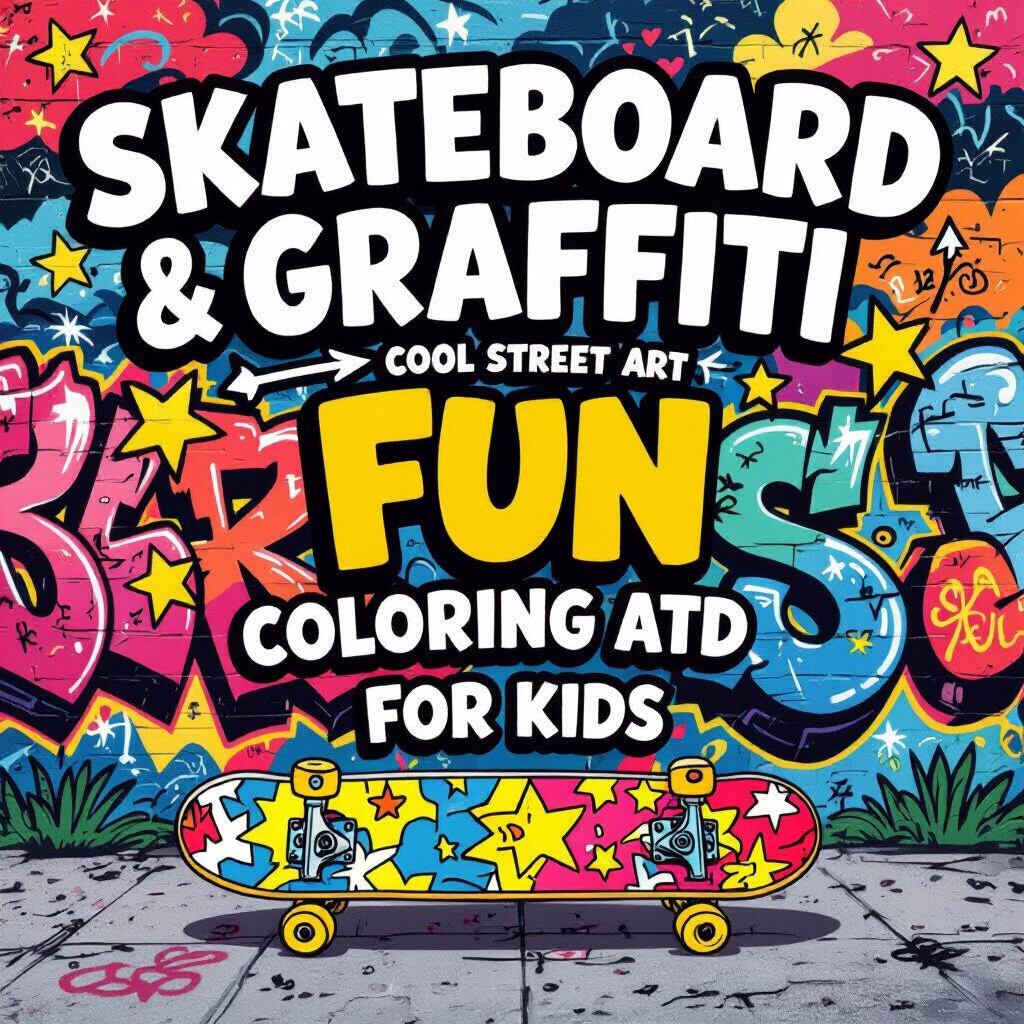 SKATEBOARD
& GRAFFITI
COOL STREET ART
FUN
COLORING ATD
FOR KIDS